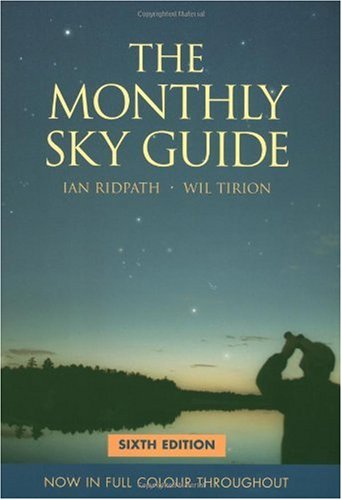 THE
MONTHLY
SKY GUIDE
IAN RIDPATH · WIL TIRION
SIXTH EDITION
NOW IN FULL COLOUR THROUGHOUT